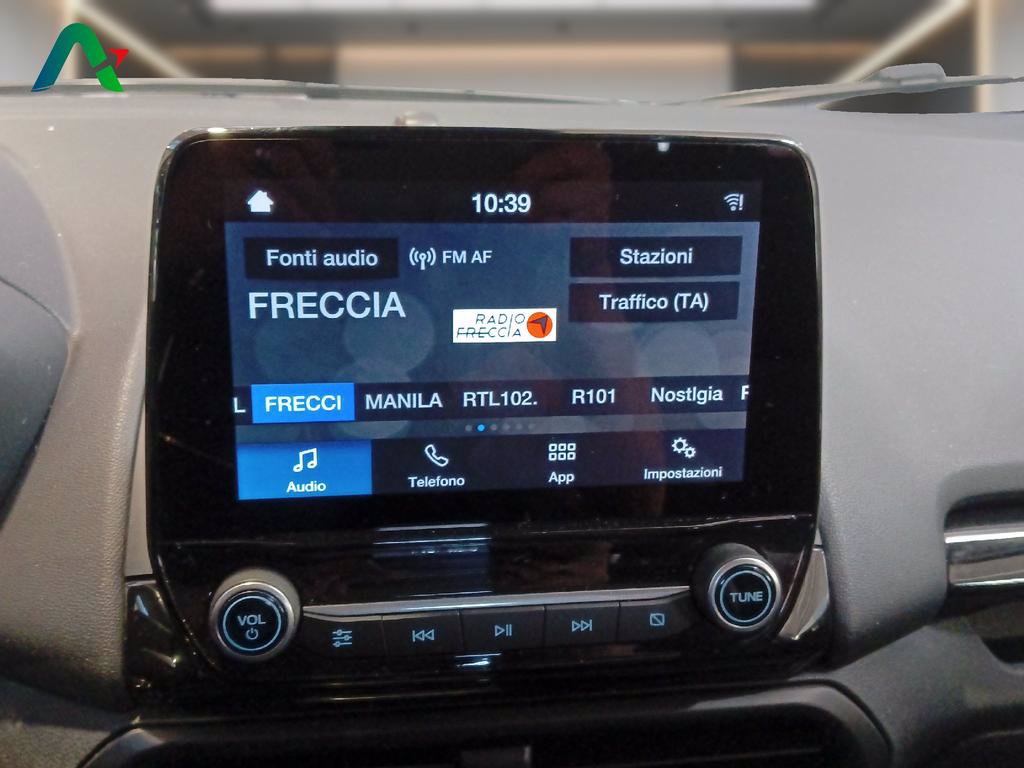 10:39
Fonti audio FM AF Stazioni
FRECCIA Traffico (TA)
RADIO
FRECCIA
L FRECCI MANILA RTL102. R101 Nostlgia
Audio Telefono App Impostazioni
VOL TUNE